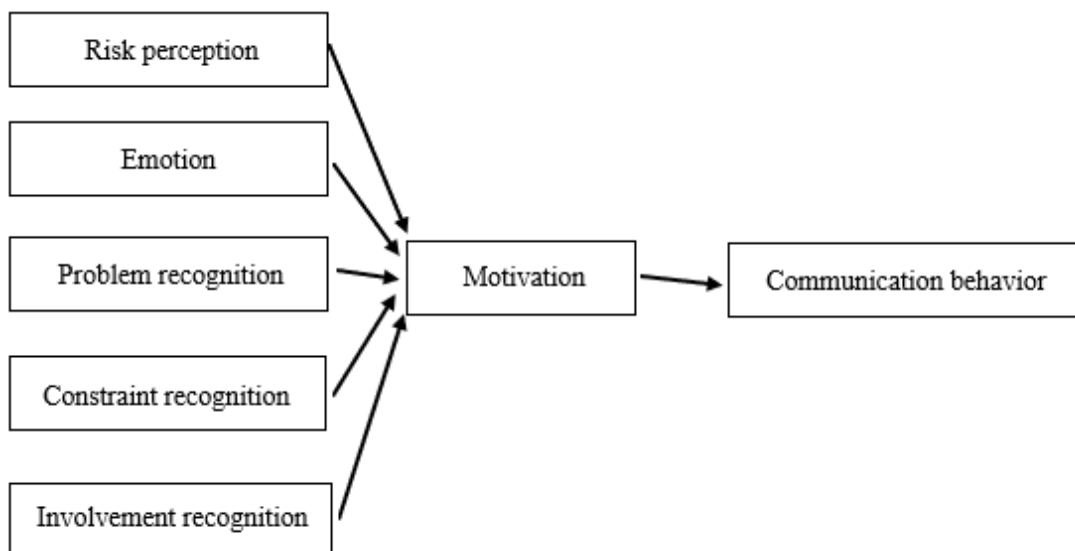 Risk perception
Emotion
Problem recognition
Constraint recognition
Involvement recognition
Motivation
Communication behavior